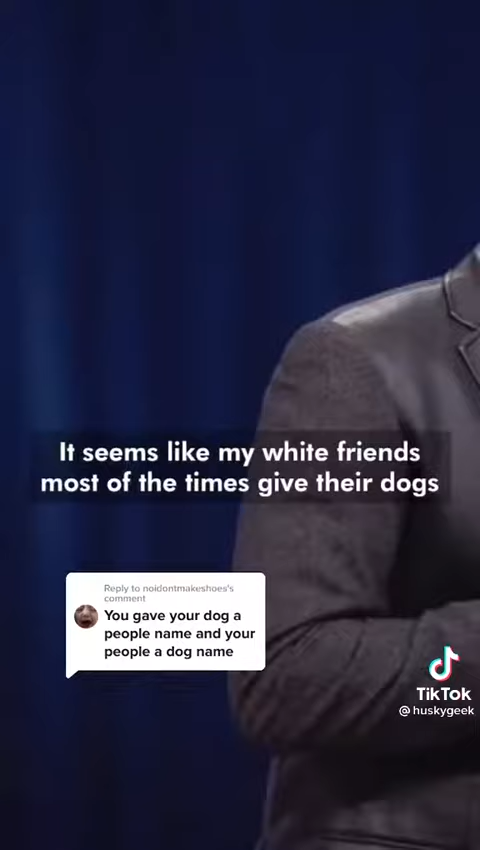 It seems like my white friends
most of the times give their dogs
Reply to noidontmakeshoes's
comment
You gave your dog a
people name and your
people a dog name
TikTok
@huskygeek